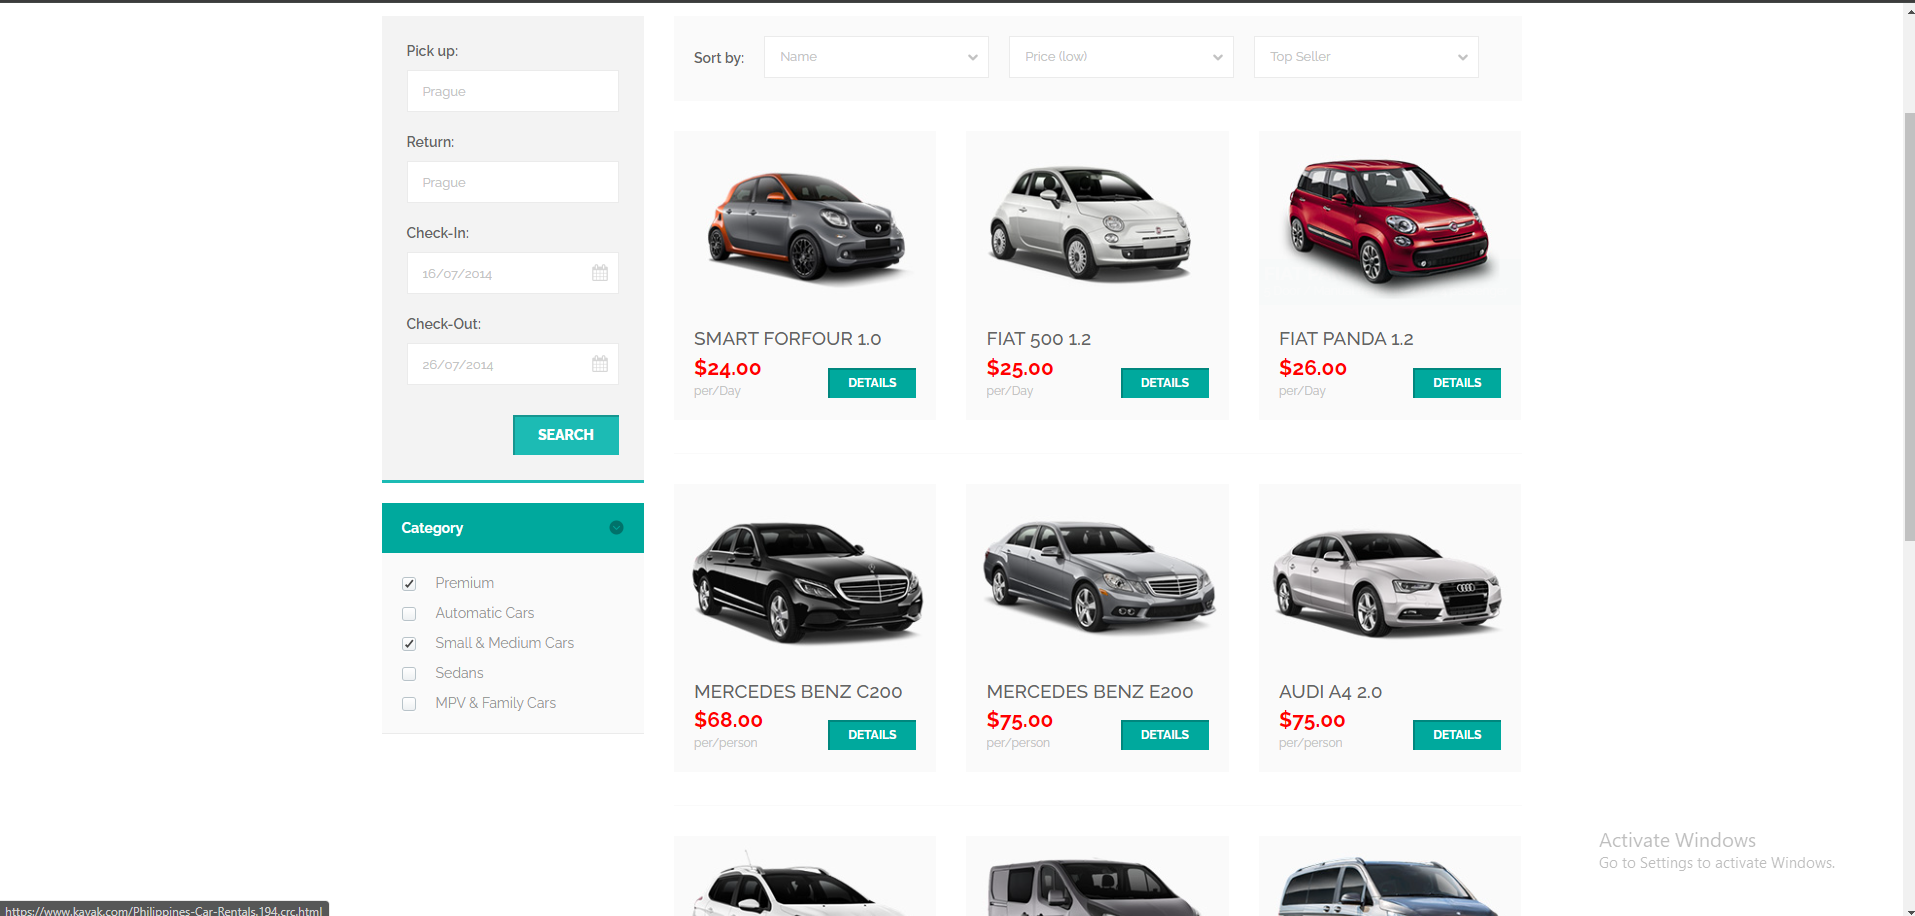 Pick up:
Prague
Return:
Prague
Check-In:
16/07/2014
Check-Out:
26/07/2014
SEARCH
Category
Premium
Automatic Cars
Small & Medium Cars
Sedans
MPV & Family Cars
Sort by:
Name
Price (low)
Top Seller
SMART FORFOUR 1.0
$24.00
per/Day
DETAILS
FIAT 500 1.2
$25.00
per/Day
DETAILS
FIAT PANDA 1.2
$26.00
per/Day
DETAILS
MERCEDES BENZ C200
$68.00
per/person
DETAILS
MERCEDES BENZ E200
$75.00
per/person
DETAILS
AUDI A4 2.0
$75.00
per/person
DETAILS
Activate Windows
Go to Settings to activate Windows.
https://www.kayak.com/Philippines-Car-Rentals.194.crc.html